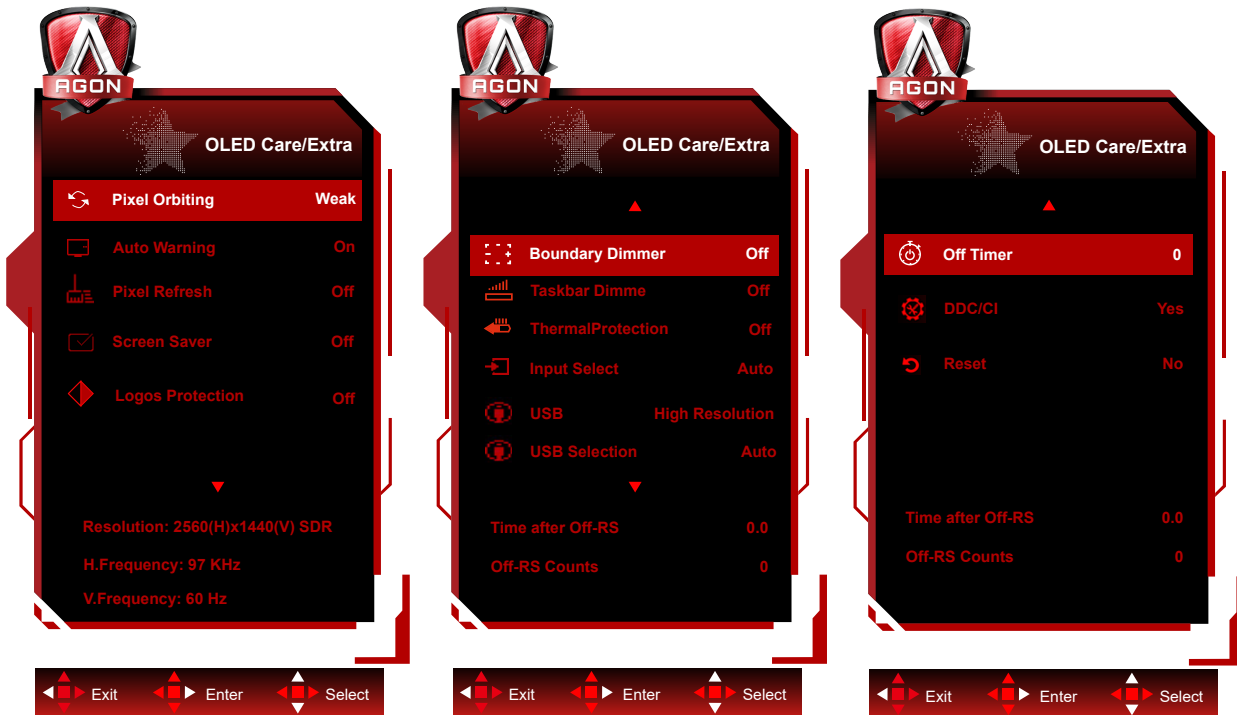 AGON
OLED Care/Extra
Pixel Orbiting Weak
Auto Warning On
Pixel Refresh Off
Screen Saver Off
Logos Protection Off
Resolution: 2560(H)x1440(V) SDR
H.Frequency: 97 KHz
V.Frequency: 60 Hz
Exit Enter Select
AGON
OLED Care/Extra
Boundary Dimmer Off
Taskbar Dimme Off
ThermalProtection Off
Input Select Auto
USB High Resolution
USB Selection Auto
Time after Off-RS 0.0
Off-RS Counts 0
Exit Enter Select
AGON
OLED Care/Extra
Off Timer 0
DDC/CI Yes
Reset No
Time after Off-RS 0.0
Off-RS Counts 0
Exit Enter Select